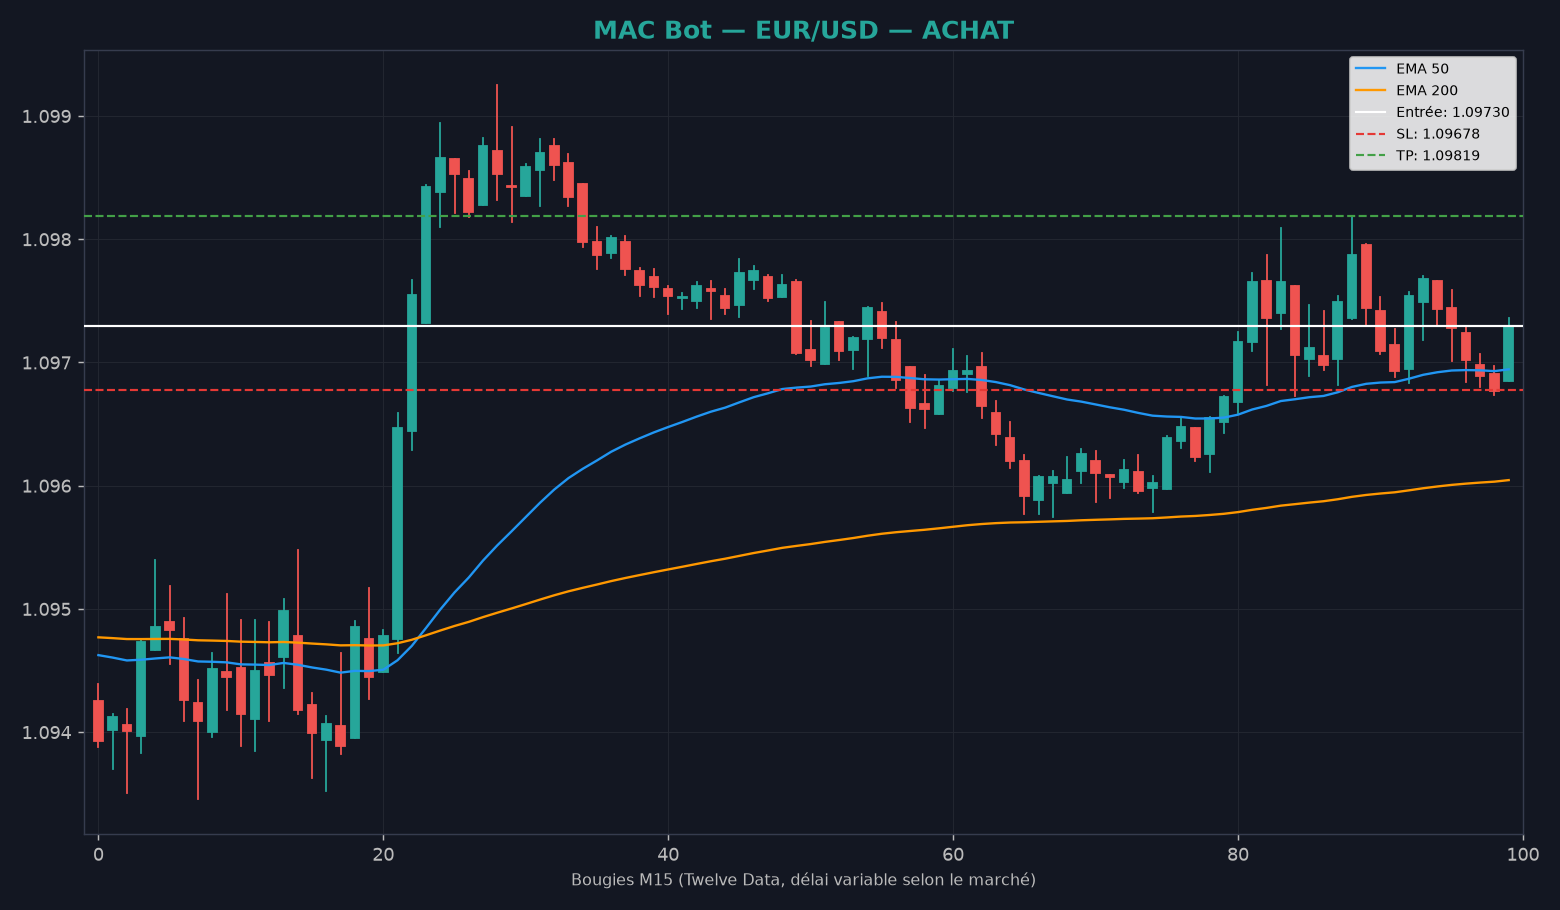 MAC Bot — EUR/USD — ACHAT
EMA 50
EMA 200
Entrée: 1.09730
SL: 1.09678
TP: 1.09819
1.099
1.098
1.097
1.096
1.095
1.094
0 20 40 60 80 100
Bougies M15 (Twelve Data, délai variable selon le marché)